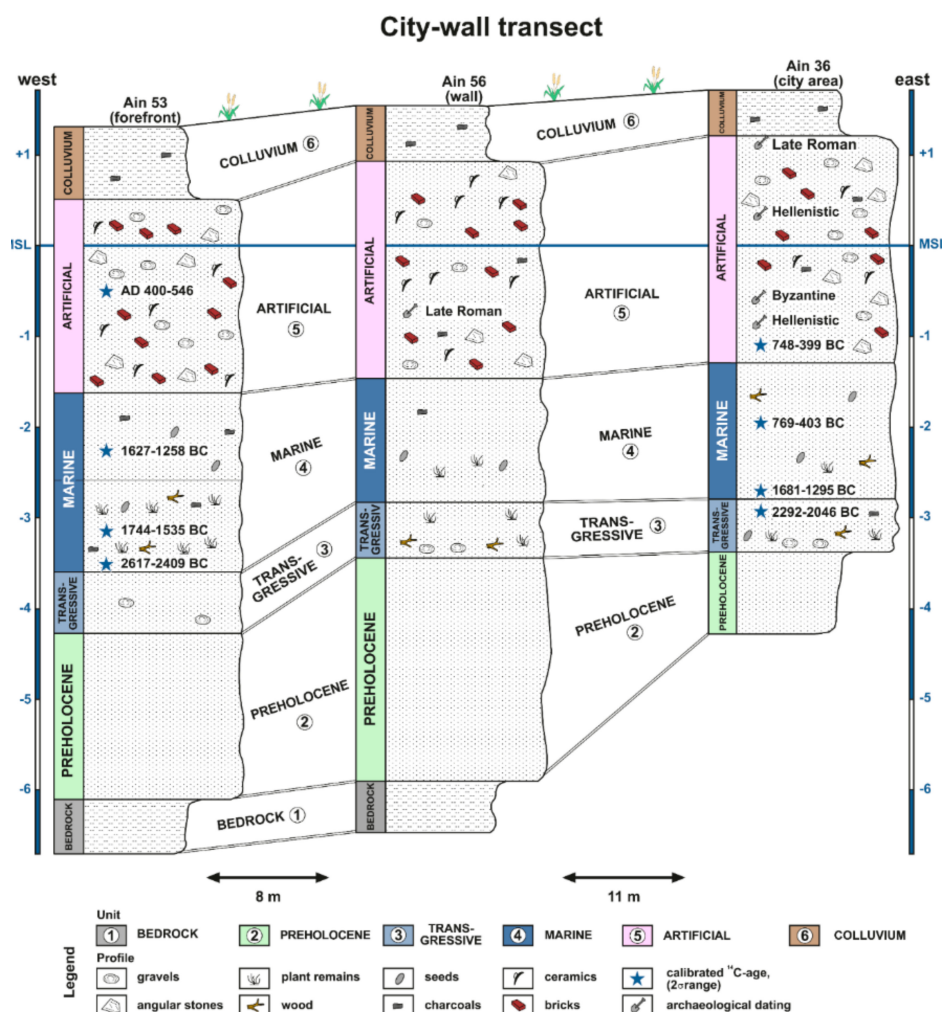 City-wall transect
west
Ain 53
(forefront)
Ain 56
(wall)
Ain 36
(city area)
east
+1
MSL
-1
-2
-3
-4
-5
-6
COLLUVIUM
ARTIFICIAL
AD 400-546
MARINE
1627-1258 BC
1744-1535 BC
2617-2409 BC
TRANS-
GRESSIVE
PREHOLOCENE
BEDROCK
COLLUVIUM 6
ARTIFICIAL
5
MARINE
4
TRANS-
GRESSIVE 3
PREHOLOCENE
2
BEDROCK 1
COLLUVIUM
ARTIFICIAL
Late Roman
MARINE
TRANS-
GRESSIV
PREHOLOCENE
BEDROCK
COLLUVIUM 6
ARTIFICIAL
5
MARINE
4
TRANS-
GRESSIVE 3
PREHOLOCENE
2
COLLUVIUM
ARTIFICIAL
Late Roman
Hellenistic
Byzantine
Hellenistic
748-399 BC
MARINE
769-403 BC
1681-1295 BC
TRANS-
GRESSIVE
2292-2046 BC
PREHOLOCENE
+1
MSL
-1
-2
-3
-4
-5
-6
8 m
11 m
Legend
Unit
1 BEDROCK
2 PREHOLOCENE
3 TRANS-
GRESSIVE
4 MARINE
5 ARTIFICIAL
6 COLLUVIUM
Profile
gravels
plant remains
seeds
ceramics
calibrated ¹⁴C-age,
(2σrange)
angular stones
wood
charcoals
bricks
archaeological dating